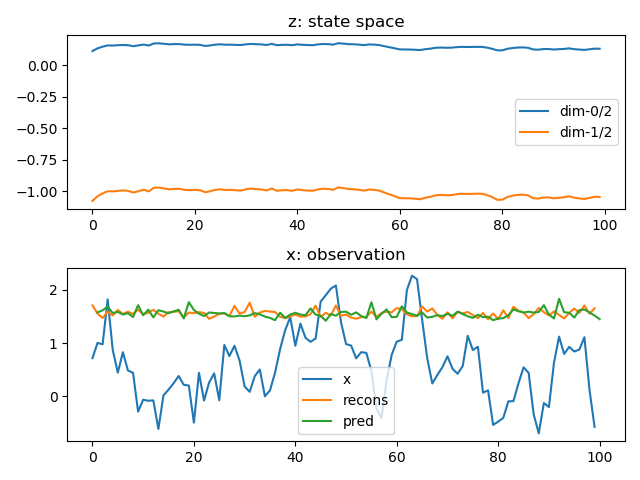 z: state space
0.00
−0.25
−0.50
−0.75
−1.00
dim-0/2
dim-1/2
0 20 40 60 80 100
x: observation
2
1
0
x
recons
pred
0 20 40 60 80 100